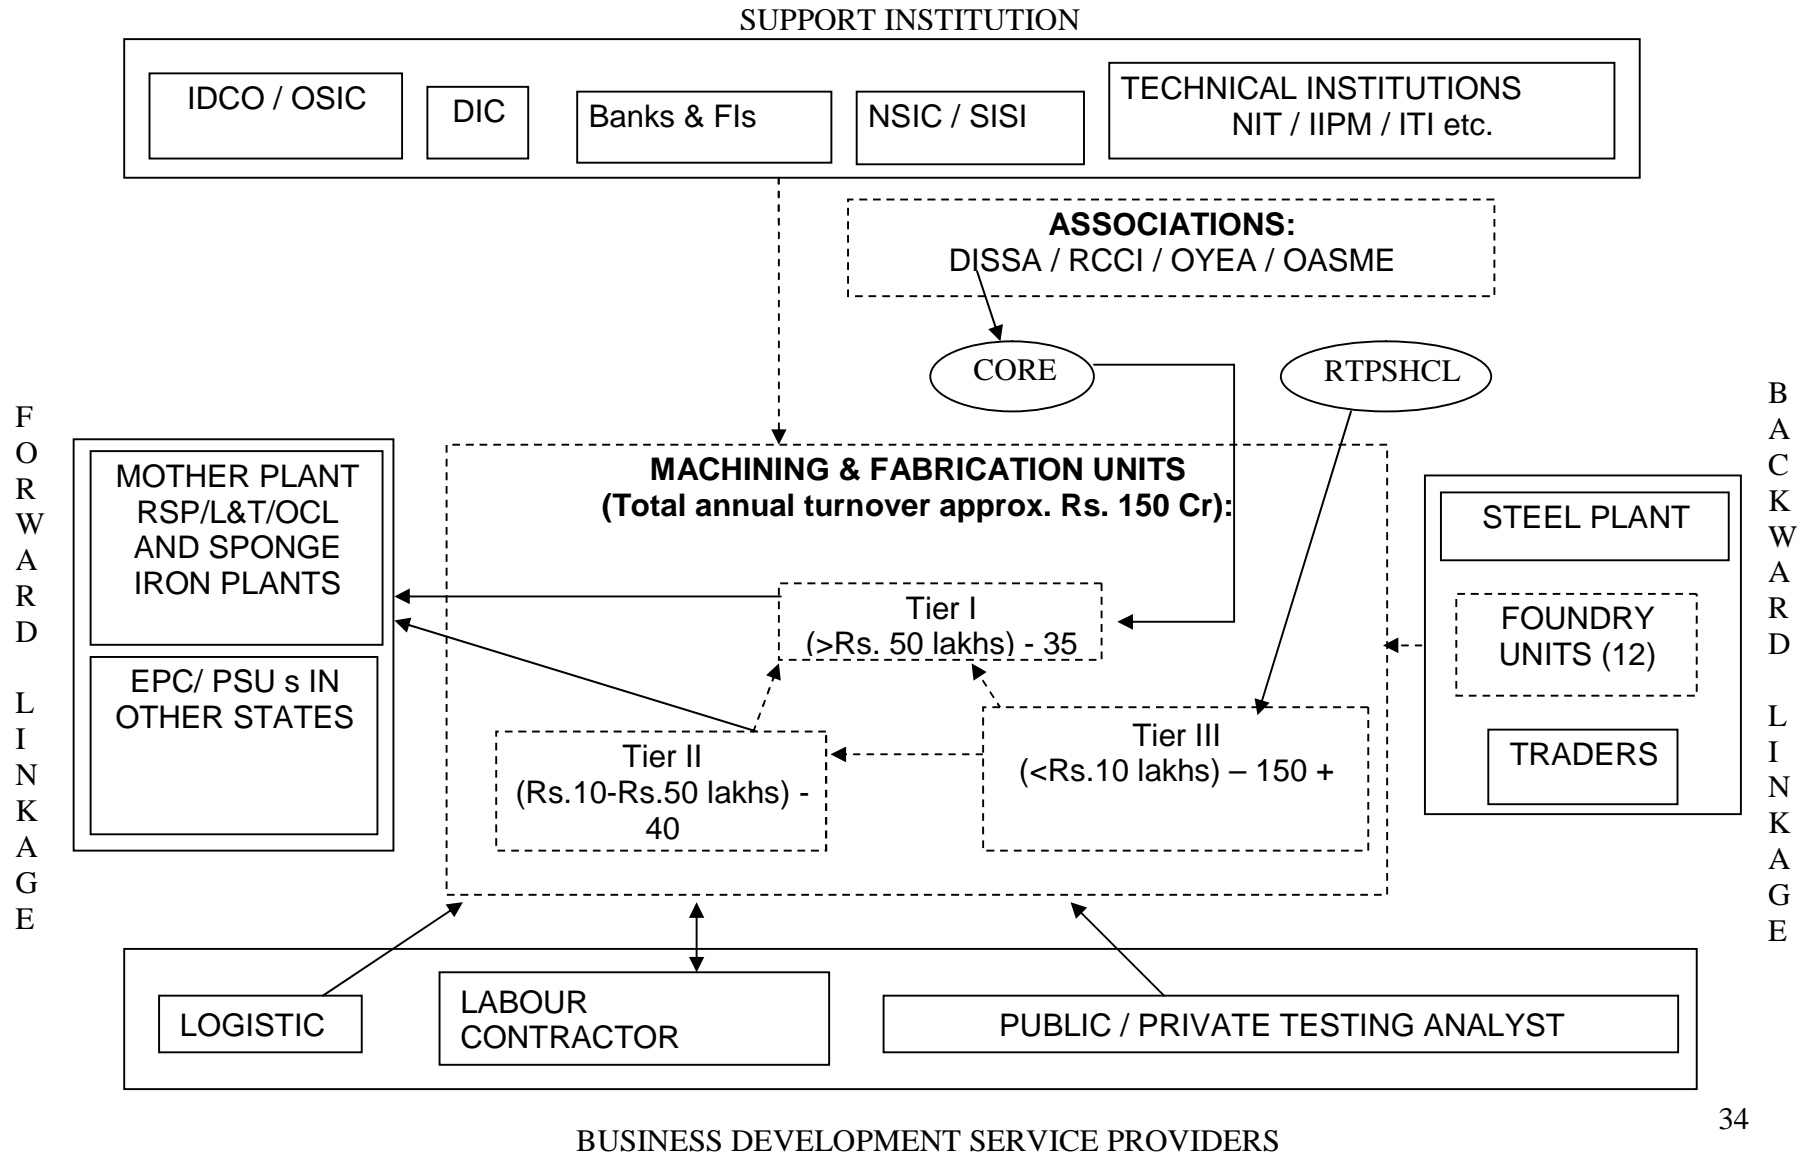 SUPPORT INSTITUTION
IDCO / OSIC
DIC
Banks & FIs
NSIC / SISI
TECHNICAL INSTITUTIONS
NIT / IIPM / ITI etc.
ASSOCIATIONS:
DISSA / RCCI / OYEA / OASME
CORE
RTPSHCL
FORWARD LINKAGE
MOTHER PLANT
RSP/L&T/OCL
AND SPONGE
IRON PLANTS
EPC/ PSU s IN
OTHER STATES
MACHINING & FABRICATION UNITS
(Total annual turnover approx. Rs. 150 Cr):
Tier I
(>Rs. 50 lakhs) - 35
Tier II
(Rs.10-Rs.50 lakhs) -
40
Tier III
(<Rs.10 lakhs) – 150 +
STEEL PLANT
FOUNDRY
UNITS (12)
TRADERS
BACKWARD LINKAGE
LOGISTIC
LABOUR
CONTRACTOR
PUBLIC / PRIVATE TESTING ANALYST
34
BUSINESS DEVELOPMENT SERVICE PROVIDERS